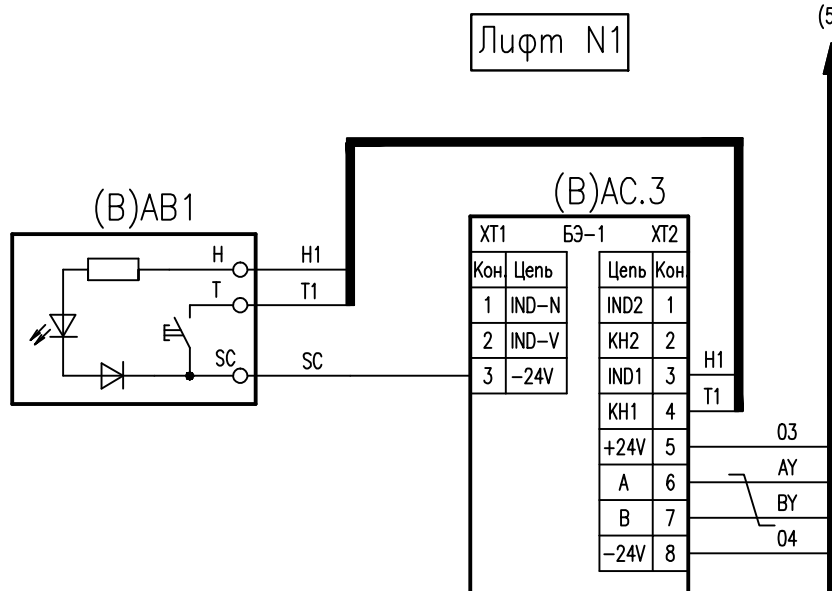 (5
Лифт N1
(B)AB1
(B)AC.3
H H1
T T1
SC SC
XT1 БЭ-1 XT2
Кон. Цепь Цепь Кон.
1 IND-N IND2 1
2 IND-V KH2 2
3 -24V IND1 3 H1
KH1 4 T1
+24V 5 03
A 6 AY
B 7 BY
-24V 8 04